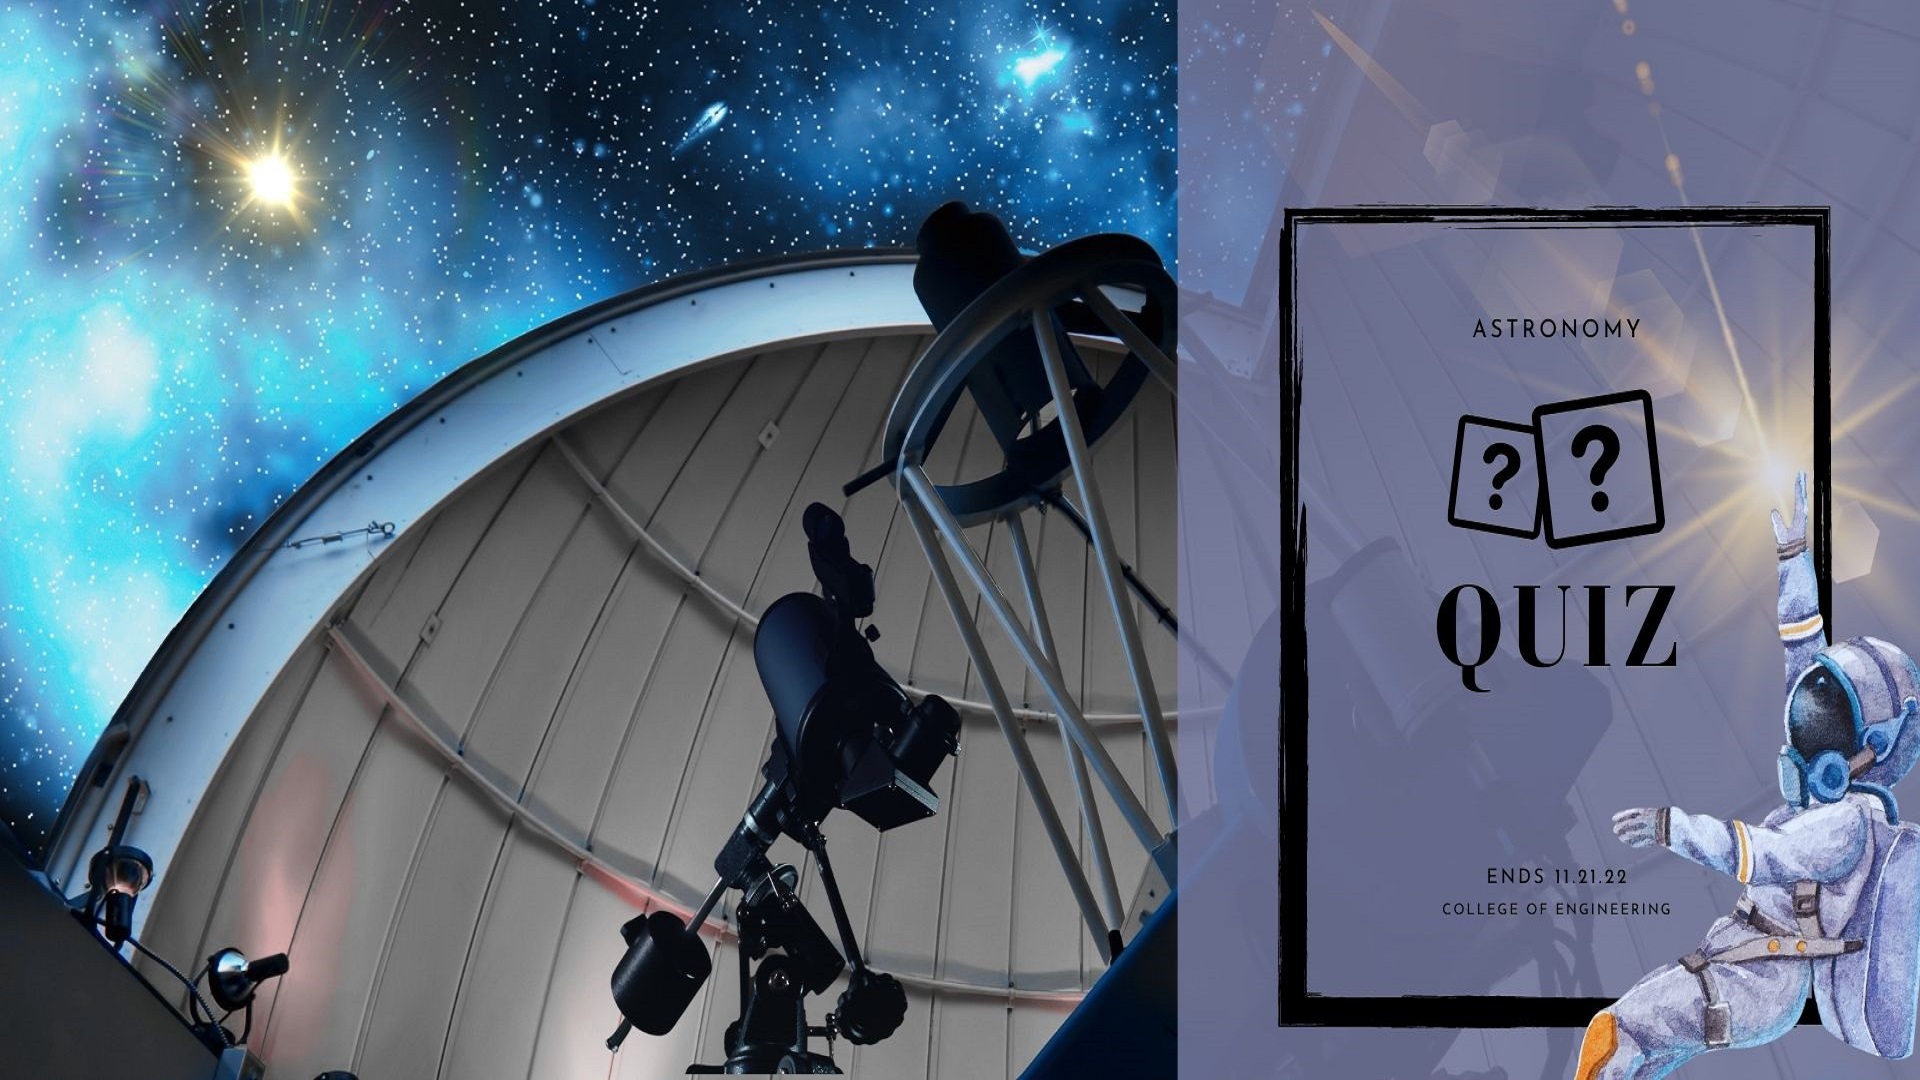 ASTRONOMY
? ?
QUIZ
ENDS 11.21.22
COLLEGE OF ENGINEERING